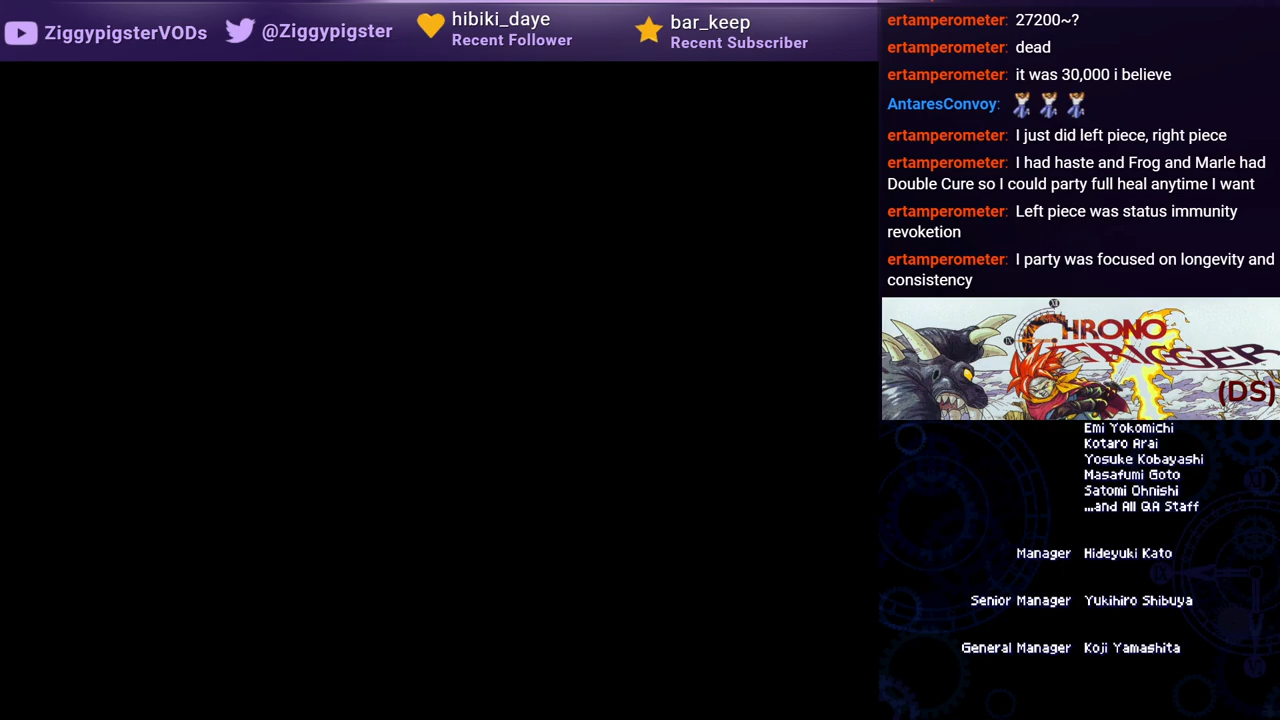 ZiggypigsterVODs
@Ziggypigster
hibiki_daye
Recent Follower
bar_keep
Recent Subscriber
ertamperometer: 27200~?
ertamperometer: dead
ertamperometer: it was 30,000 i believe
AntaresConvoy:
ertamperometer: I just did left piece, right piece
ertamperometer: I had haste and Frog and Marle had
Double Cure so I could party full heal anytime I want
ertamperometer: Left piece was status immunity
revoketion
ertamperometer: I party was focused on longevity and
consistency
CHRONO
TRIGGER
(DS)
Emi Yokomichi
Kotaro Arai
Yosuke Kobayashi
Masafumi Goto
Satomi Ohnishi
...and All QA Staff
Manager Hideyuki Kato
Senior Manager Yukihiro Shibuya
General Manager Koji Yamashita